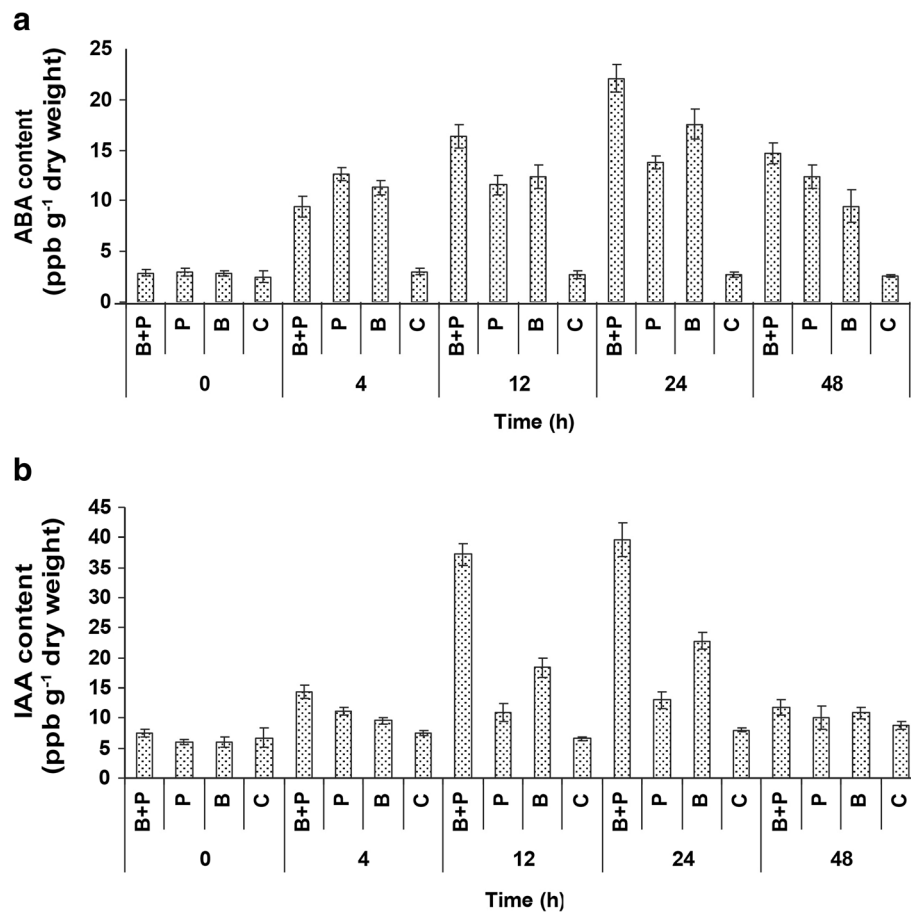 a
ABA content
(ppb g⁻¹ dry weight)
25
20
15
10
5
0
B+P P B C B+P P B C B+P P B C B+P P B C B+P P B C
0 4 12 24 48
Time (h)
b
IAA content
(ppb g⁻¹ dry weight)
45
40
35
30
25
20
15
10
5
0
B+P P B C B+P P B C B+P P B C B+P P B C B+P P B C
0 4 12 24 48
Time (h)